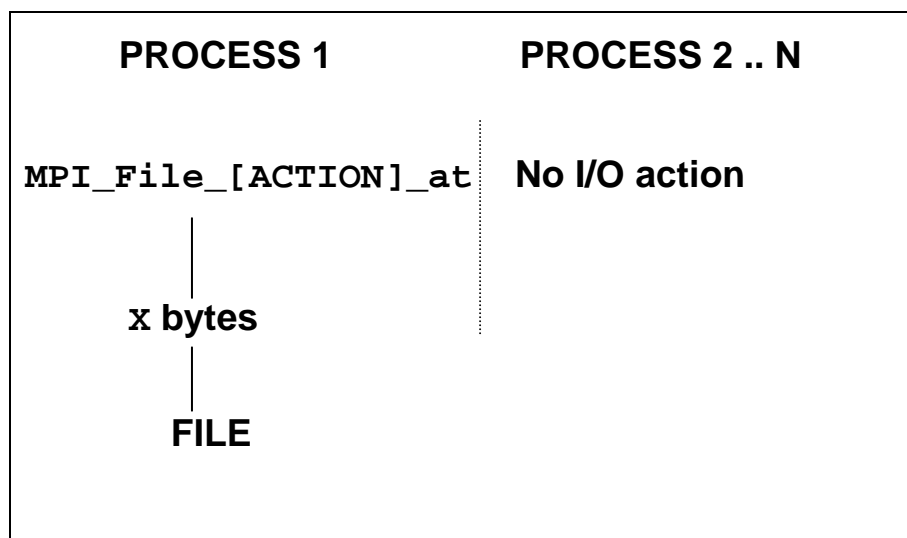 PROCESS 1 PROCESS 2 .. N
MPI_File_[ACTION]_at No I/O action
x bytes
FILE